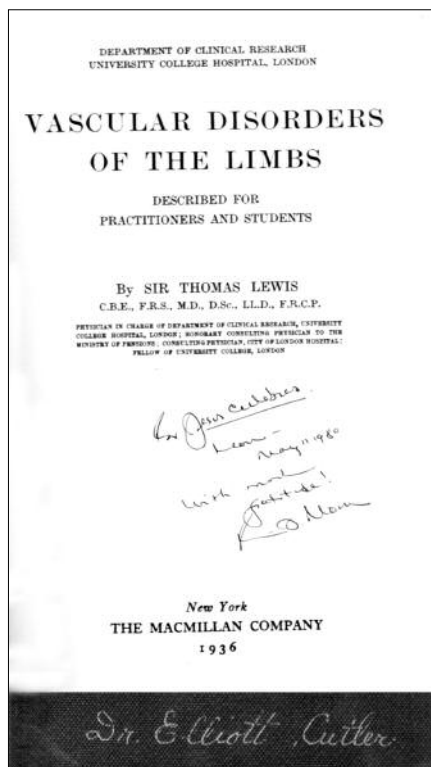 DEPARTMENT OF CLINICAL RESEARCH
UNIVERSITY COLLEGE HOSPITAL, LONDON
VASCULAR DISORDERS
OF THE LIMBS
DESCRIBED FOR
PRACTITIONERS AND STUDENTS
By SIR THOMAS LEWIS
C.B.E., F.R.S., M.D., D.Sc., LL.D., F.R.C.P.
PHYSICIAN IN CHARGE OF DEPARTMENT OF CLINICAL RESEARCH, UNIVERSITY
COLLEGE HOSPITAL, LONDON; HONORARY CONSULTING PHYSICIAN TO THE
MINISTRY OF PENSIONS; CONSULTING PHYSICIAN, CITY OF LONDON HOSPITAL;
FELLOW OF UNIVERSITY COLLEGE, LONDON
for Jesus
May 11 1980
with
gratitude!
New York
THE MACMILLAN COMPANY
1936
Dr. Elliott Cutler